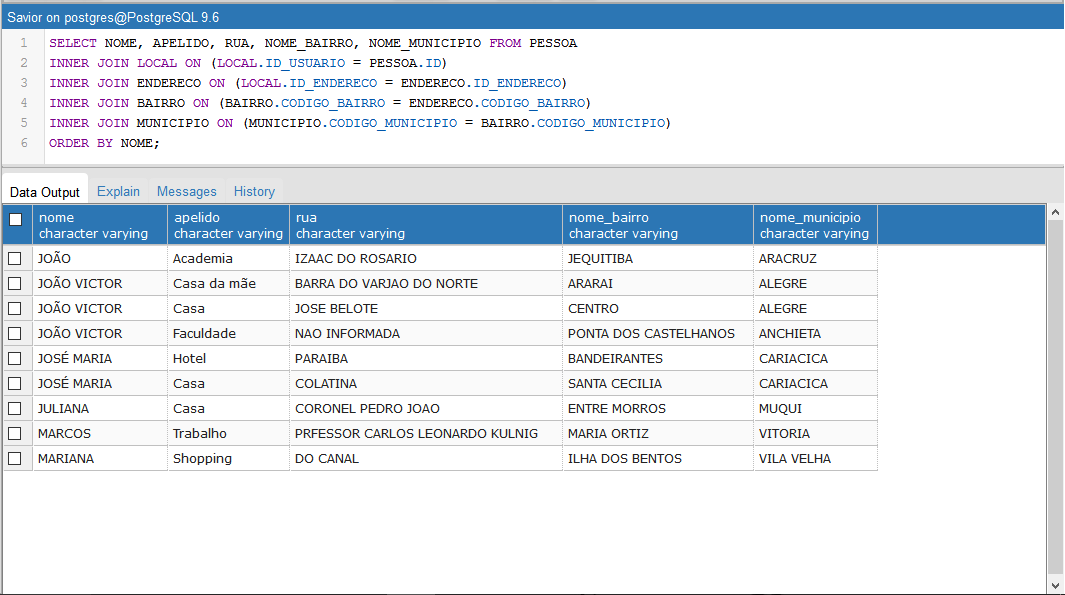 Savior on postgres@PostgreSQL 9.6
1 SELECT NOME, APELIDO, RUA, NOME_BAIRRO, NOME_MUNICIPIO FROM PESSOA
2 INNER JOIN LOCAL ON (LOCAL.ID_USUARIO = PESSOA.ID)
3 INNER JOIN ENDERECO ON (LOCAL.ID_ENDERECO = ENDERECO.ID_ENDERECO)
4 INNER JOIN BAIRRO ON (BAIRRO.CODIGO_BAIRRO = ENDERECO.CODIGO_BAIRRO)
5 INNER JOIN MUNICIPIO ON (MUNICIPIO.CODIGO_MUNICIPIO = BAIRRO.CODIGO_MUNICIPIO)
6 ORDER BY NOME;
Data Output Explain Messages History
nome apelido rua nome_bairro nome_municipio
character varying character varying character varying character varying character varying
JOÃO Academia IZAAC DO ROSARIO JEQUITIBA ARACRUZ
JOÃO VICTOR Casa da mãe BARRA DO VARJAO DO NORTE ARARAI ALEGRE
JOÃO VICTOR Casa JOSE BELOTE CENTRO ALEGRE
JOÃO VICTOR Faculdade NAO INFORMADA PONTA DOS CASTELHANOS ANCHIETA
JOSÉ MARIA Hotel PARAIBA BANDEIRANTES CARIACICA
JOSÉ MARIA Casa COLATINA SANTA CECILIA CARIACICA
JULIANA Casa CORONEL PEDRO JOAO ENTRE MORROS MUQUI
MARCOS Trabalho PRFESSOR CARLOS LEONARDO KULNIG MARIA ORTIZ VITORIA
MARIANA Shopping DO CANAL ILHA DOS BENTOS VILA VELHA